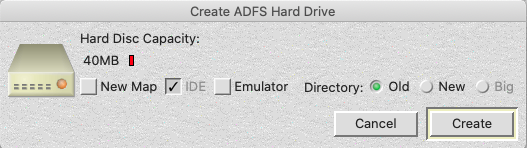 Create ADFS Hard Drive
Hard Disc Capacity:
40MB
New Map IDE Emulator Directory: Old New Big
Cancel Create